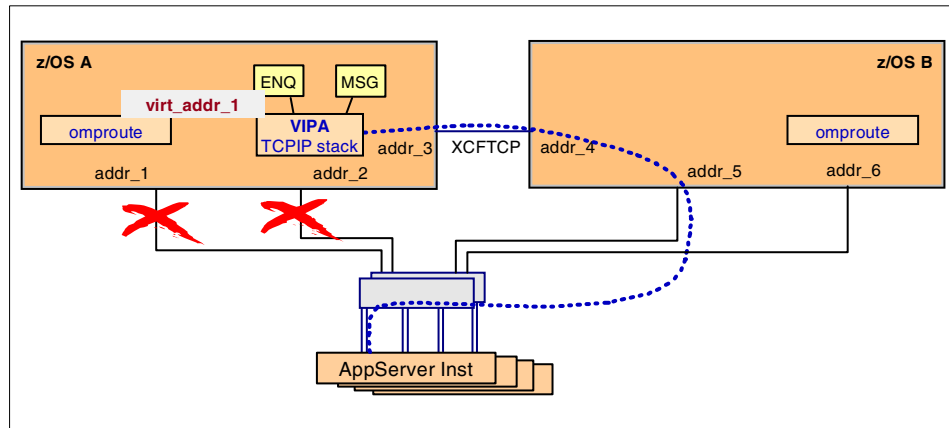 z/OS A
z/OS B
ENQ
MSG
virt_addr_1
VIPA
TCPIP stack
omproute
omproute
addr_3
XCFTCP
addr_4
addr_1
addr_2
addr_5
addr_6
AppServer Inst